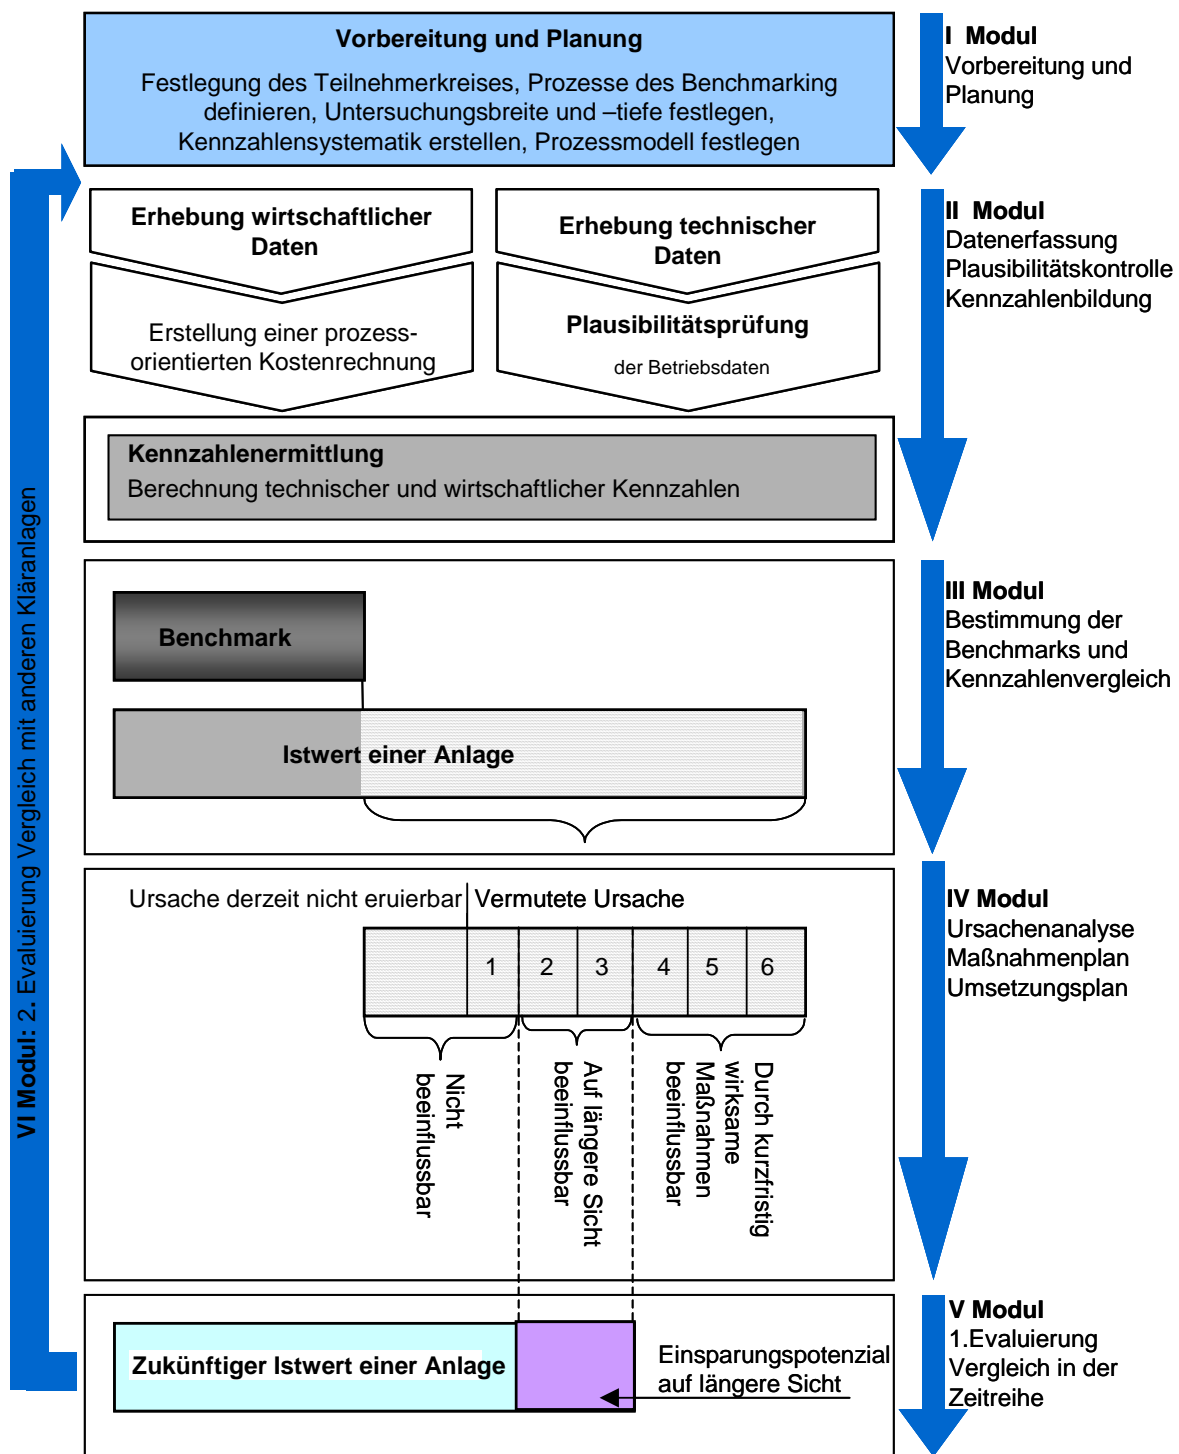 Vorbereitung und Planung
Festlegung des Teilnehmerkreises, Prozesse des Benchmarking
definieren, Untersuchungsbreite und –tiefe festlegen,
Kennzahlensystematik erstellen, Prozessmodell festlegen
I Modul
Vorbereitung und
Planung
Erhebung wirtschaftlicher
Daten
Erhebung technischer
Daten
Erstellung einer prozess-
orientierten Kostenrechnung
Plausibilitätsprüfung
der Betriebsdaten
Kennzahlenermittlung
Berechnung technischer und wirtschaftlicher Kennzahlen
II Modul
Datenerfassung
Plausibilitätskontrolle
Kennzahlenbildung
Benchmark
Istwert einer Anlage
III Modul
Bestimmung der
Benchmarks und
Kennzahlenvergleich
Ursache derzeit nicht eruierbar
Vermutete Ursache
1 2 3 4 5 6
Nicht
beeinflussbar
Auf längere Sicht
beeinflussbar
Durch kurzfristig
wirksame
Maßnahmen
beeinflussbar
IV Modul
Ursachenanalyse
Maßnahmenplan
Umsetzungsplan
Zukünftiger Istwert einer Anlage
Einsparungspotenzial
auf längere Sicht
V Modul
1.Evaluierung
Vergleich in der
Zeitreihe
VI Modul: 2. Evaluierung Vergleich mit anderen Kläranlagen